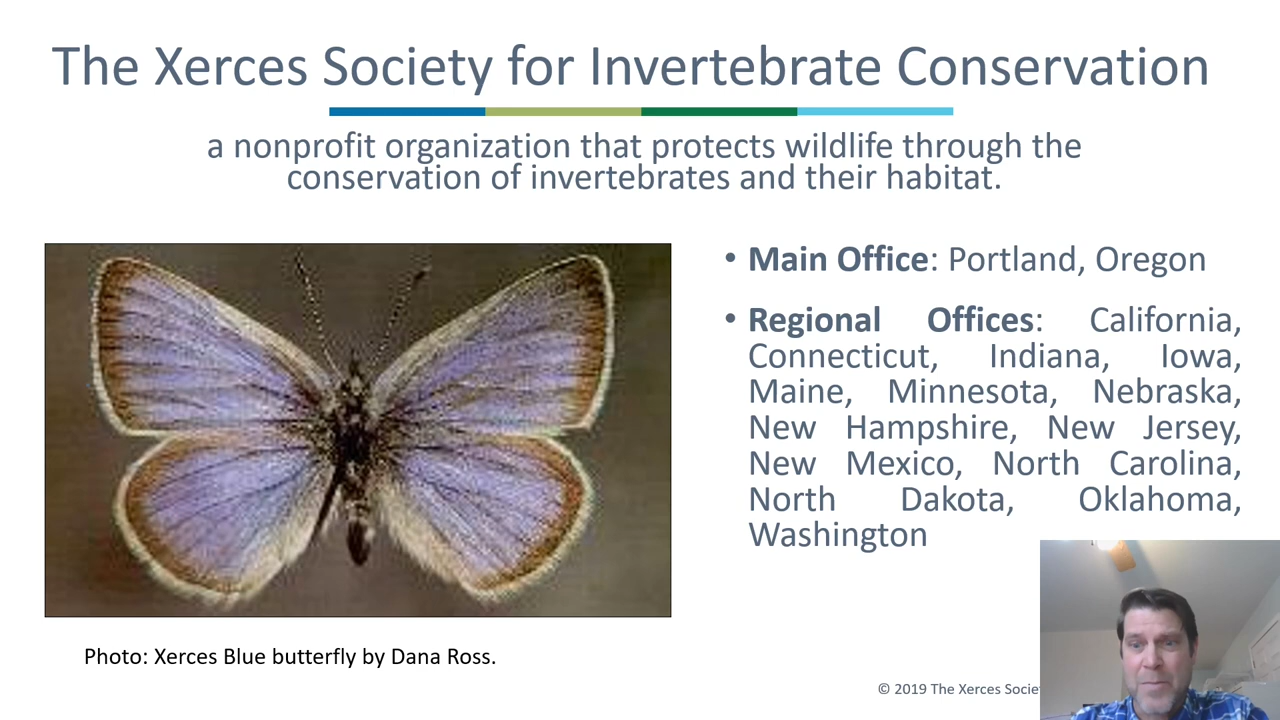 The Xerces Society for Invertebrate Conservation
a nonprofit organization that protects wildlife through the
conservation of invertebrates and their habitat.
• Main Office: Portland, Oregon
• Regional Offices: California,
Connecticut, Indiana, Iowa,
Maine, Minnesota, Nebraska,
New Hampshire, New Jersey,
New Mexico, North Carolina,
North Dakota, Oklahoma,
Washington
Photo: Xerces Blue butterfly by Dana Ross.
© 2019 The Xerces